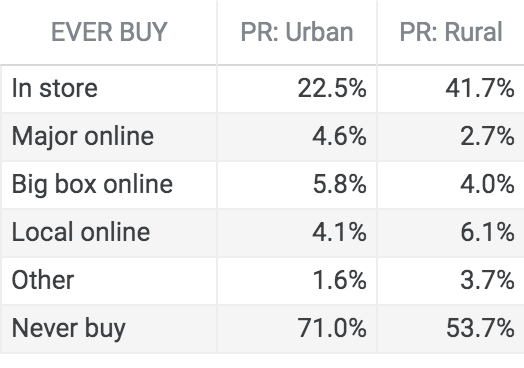 EVER BUY PR: Urban PR: Rural
In store 22.5% 41.7%
Major online 4.6% 2.7%
Big box online 5.8% 4.0%
Local online 4.1% 6.1%
Other 1.6% 3.7%
Never buy 71.0% 53.7%